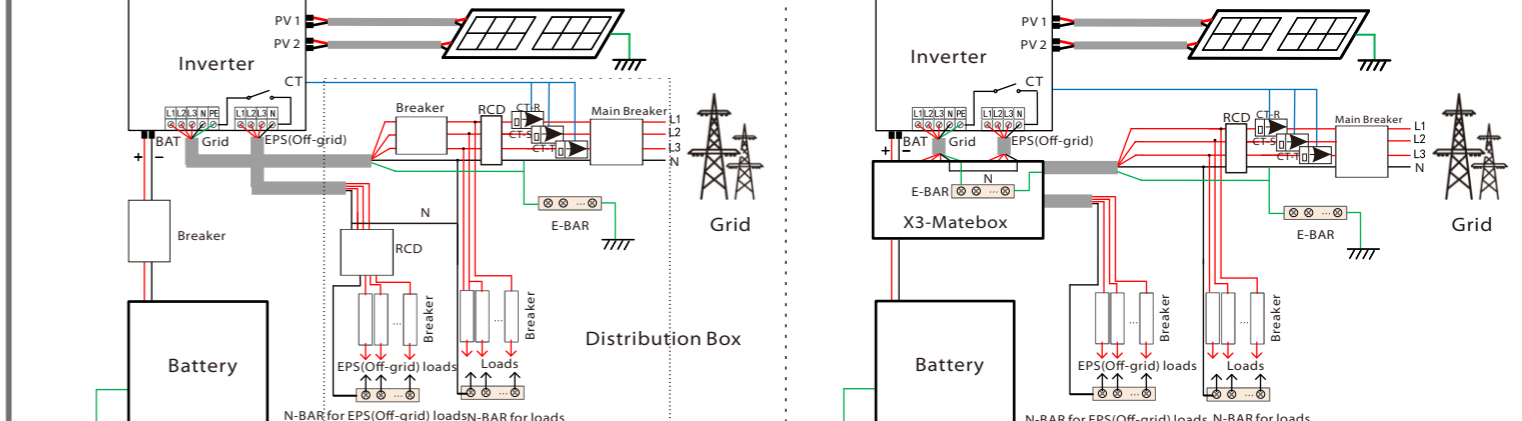 PV 1
PV 2
Inverter
CT
L1 L2 L3 N PE
L1 L2 L3 N
BAT
Grid
EPS(Off-grid)
+
−
Breaker
RCD
CT-R
CT-S
CT-T
Main Breaker
L1
L2
L3
N
Grid
E-BAR
...
N
RCD
Breaker
Breaker
...
Breaker
...
Distribution Box
Battery
EPS(Off-grid) loads
Loads
...
...
N-BAR for EPS(Off-grid) loads
N-BAR for loads
PV 1
PV 2
Inverter
CT
L1 L2 L3 N PE
L1 L2 L3 N
BAT
Grid
EPS(Off-grid)
+
−
RCD
CT-R
CT-S
CT-T
Main Breaker
L1
L2
L3
N
Grid
N
E-BAR
...
X3-Matebox
E-BAR
...
Breaker
...
Breaker
...
Battery
EPS(Off-grid) loads
Loads
...
...
N-BAR for EPS(Off-grid) loads
N-BAR for loads